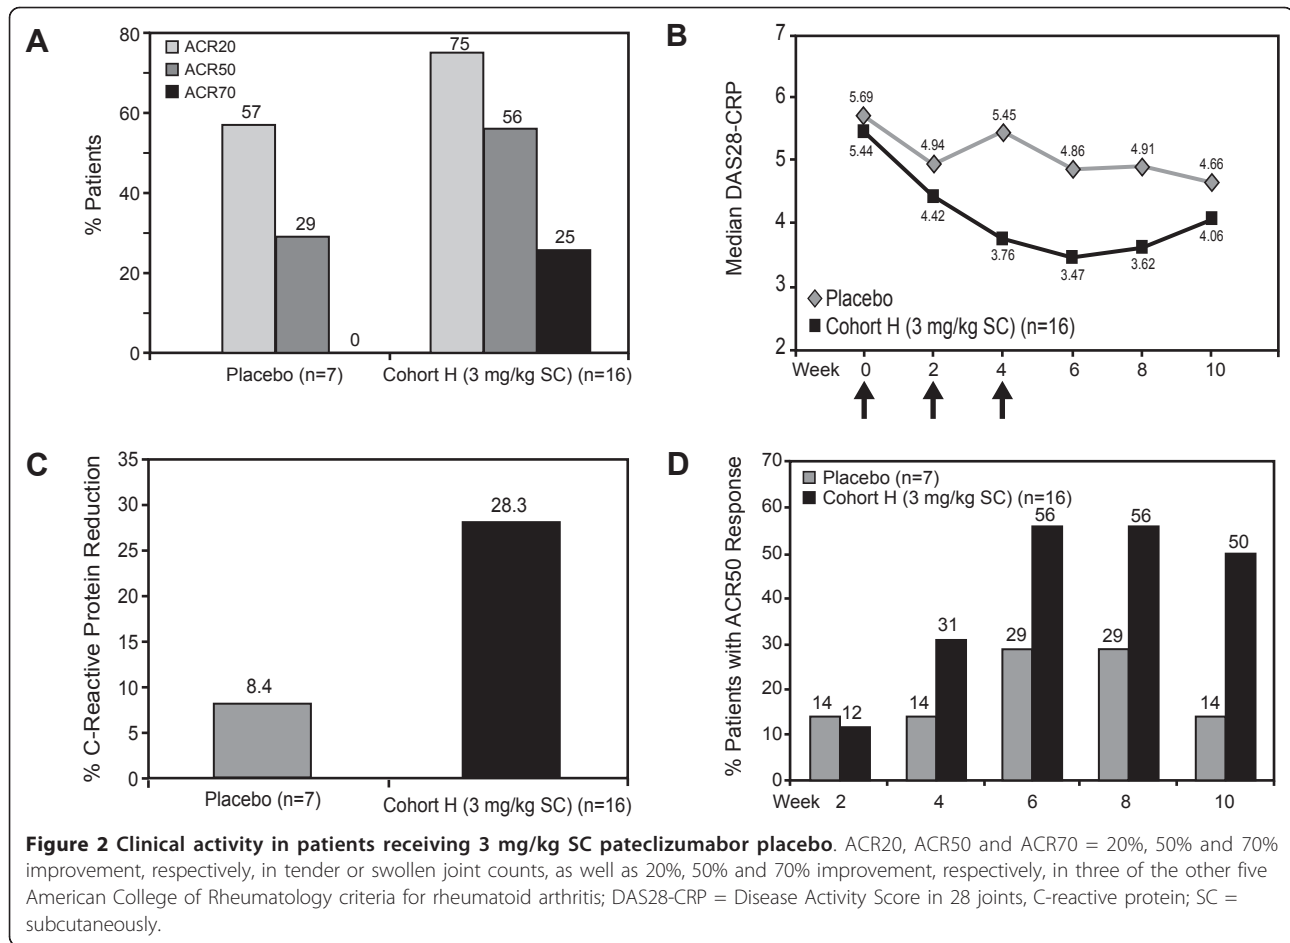 A
80
60
40
20
0
% Patients
ACR20
ACR50
ACR70
57
29
0
75
56
25
Placebo (n=7)
Cohort H (3 mg/kg SC) (n=16)
B
7
6
5
4
3
2
Median DAS28-CRP
5.69
4.94
5.45
4.86
4.91
4.66
5.44
4.42
3.76
3.47
3.62
4.06
Placebo
Cohort H (3 mg/kg SC) (n=16)
Week 0 2 4 6 8 10
C
35
30
25
20
15
10
5
0
% C-Reactive Protein Reduction
8.4
28.3
Placebo (n=7)
Cohort H (3 mg/kg SC) (n=16)
D
70
60
50
40
30
20
10
0
% Patients with ACR50 Response
Placebo (n=7)
Cohort H (3 mg/kg SC) (n=16)
14
12
14
31
29
56
29
56
14
50
Week 2 4 6 8 10
Figure 2 Clinical activity in patients receiving 3 mg/kg SC pateclizumabor placebo. ACR20, ACR50 and ACR70 = 20%, 50% and 70%
improvement, respectively, in tender or swollen joint counts, as well as 20%, 50% and 70% improvement, respectively, in three of the other five
American College of Rheumatology criteria for rheumatoid arthritis; DAS28-CRP = Disease Activity Score in 28 joints, C-reactive protein; SC =
subcutaneously.